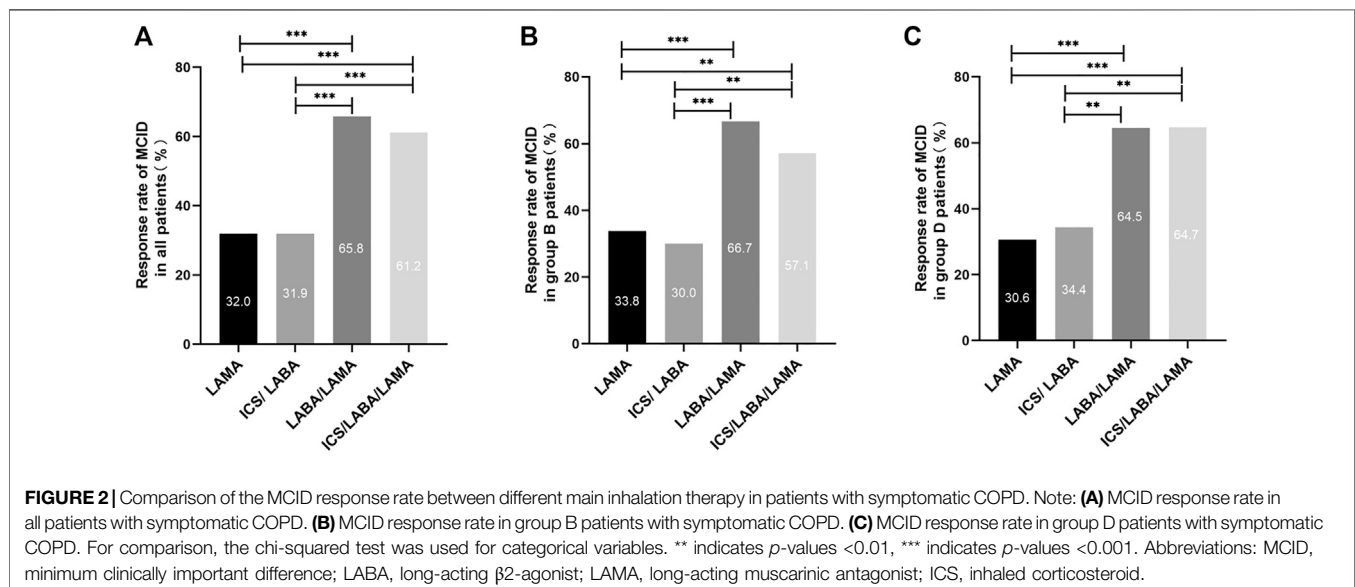 A
***
***
***
***
Response rate of MCID
in all patients ( % )
80
60
40
20
0
32.0
31.9
65.8
61.2
LAMA
ICS/ LABA
LABA/LAMA
ICS/LABA/LAMA
B
***
**
**
***
Response rate of MCID
in group B patients ( % )
80
60
40
20
0
33.8
30.0
66.7
57.1
LAMA
ICS/ LABA
LABA/LAMA
ICS/LABA/LAMA
C
***
***
**
**
Response rate of MCID
in group D patients ( % )
80
60
40
20
0
30.6
34.4
64.5
64.7
LAMA
ICS/ LABA
LABA/LAMA
ICS/LABA/LAMA
FIGURE 2 | Comparison of the MCID response rate between different main inhalation therapy in patients with symptomatic COPD. Note: (A) MCID response rate in
all patients with symptomatic COPD. (B) MCID response rate in group B patients with symptomatic COPD. (C) MCID response rate in group D patients with symptomatic
COPD. For comparison, the chi-squared test was used for categorical variables. ** indicates p-values <0.01, *** indicates p-values <0.001. Abbreviations: MCID,
minimum clinically important difference; LABA, long-acting β2-agonist; LAMA, long-acting muscarinic antagonist; ICS, inhaled corticosteroid.